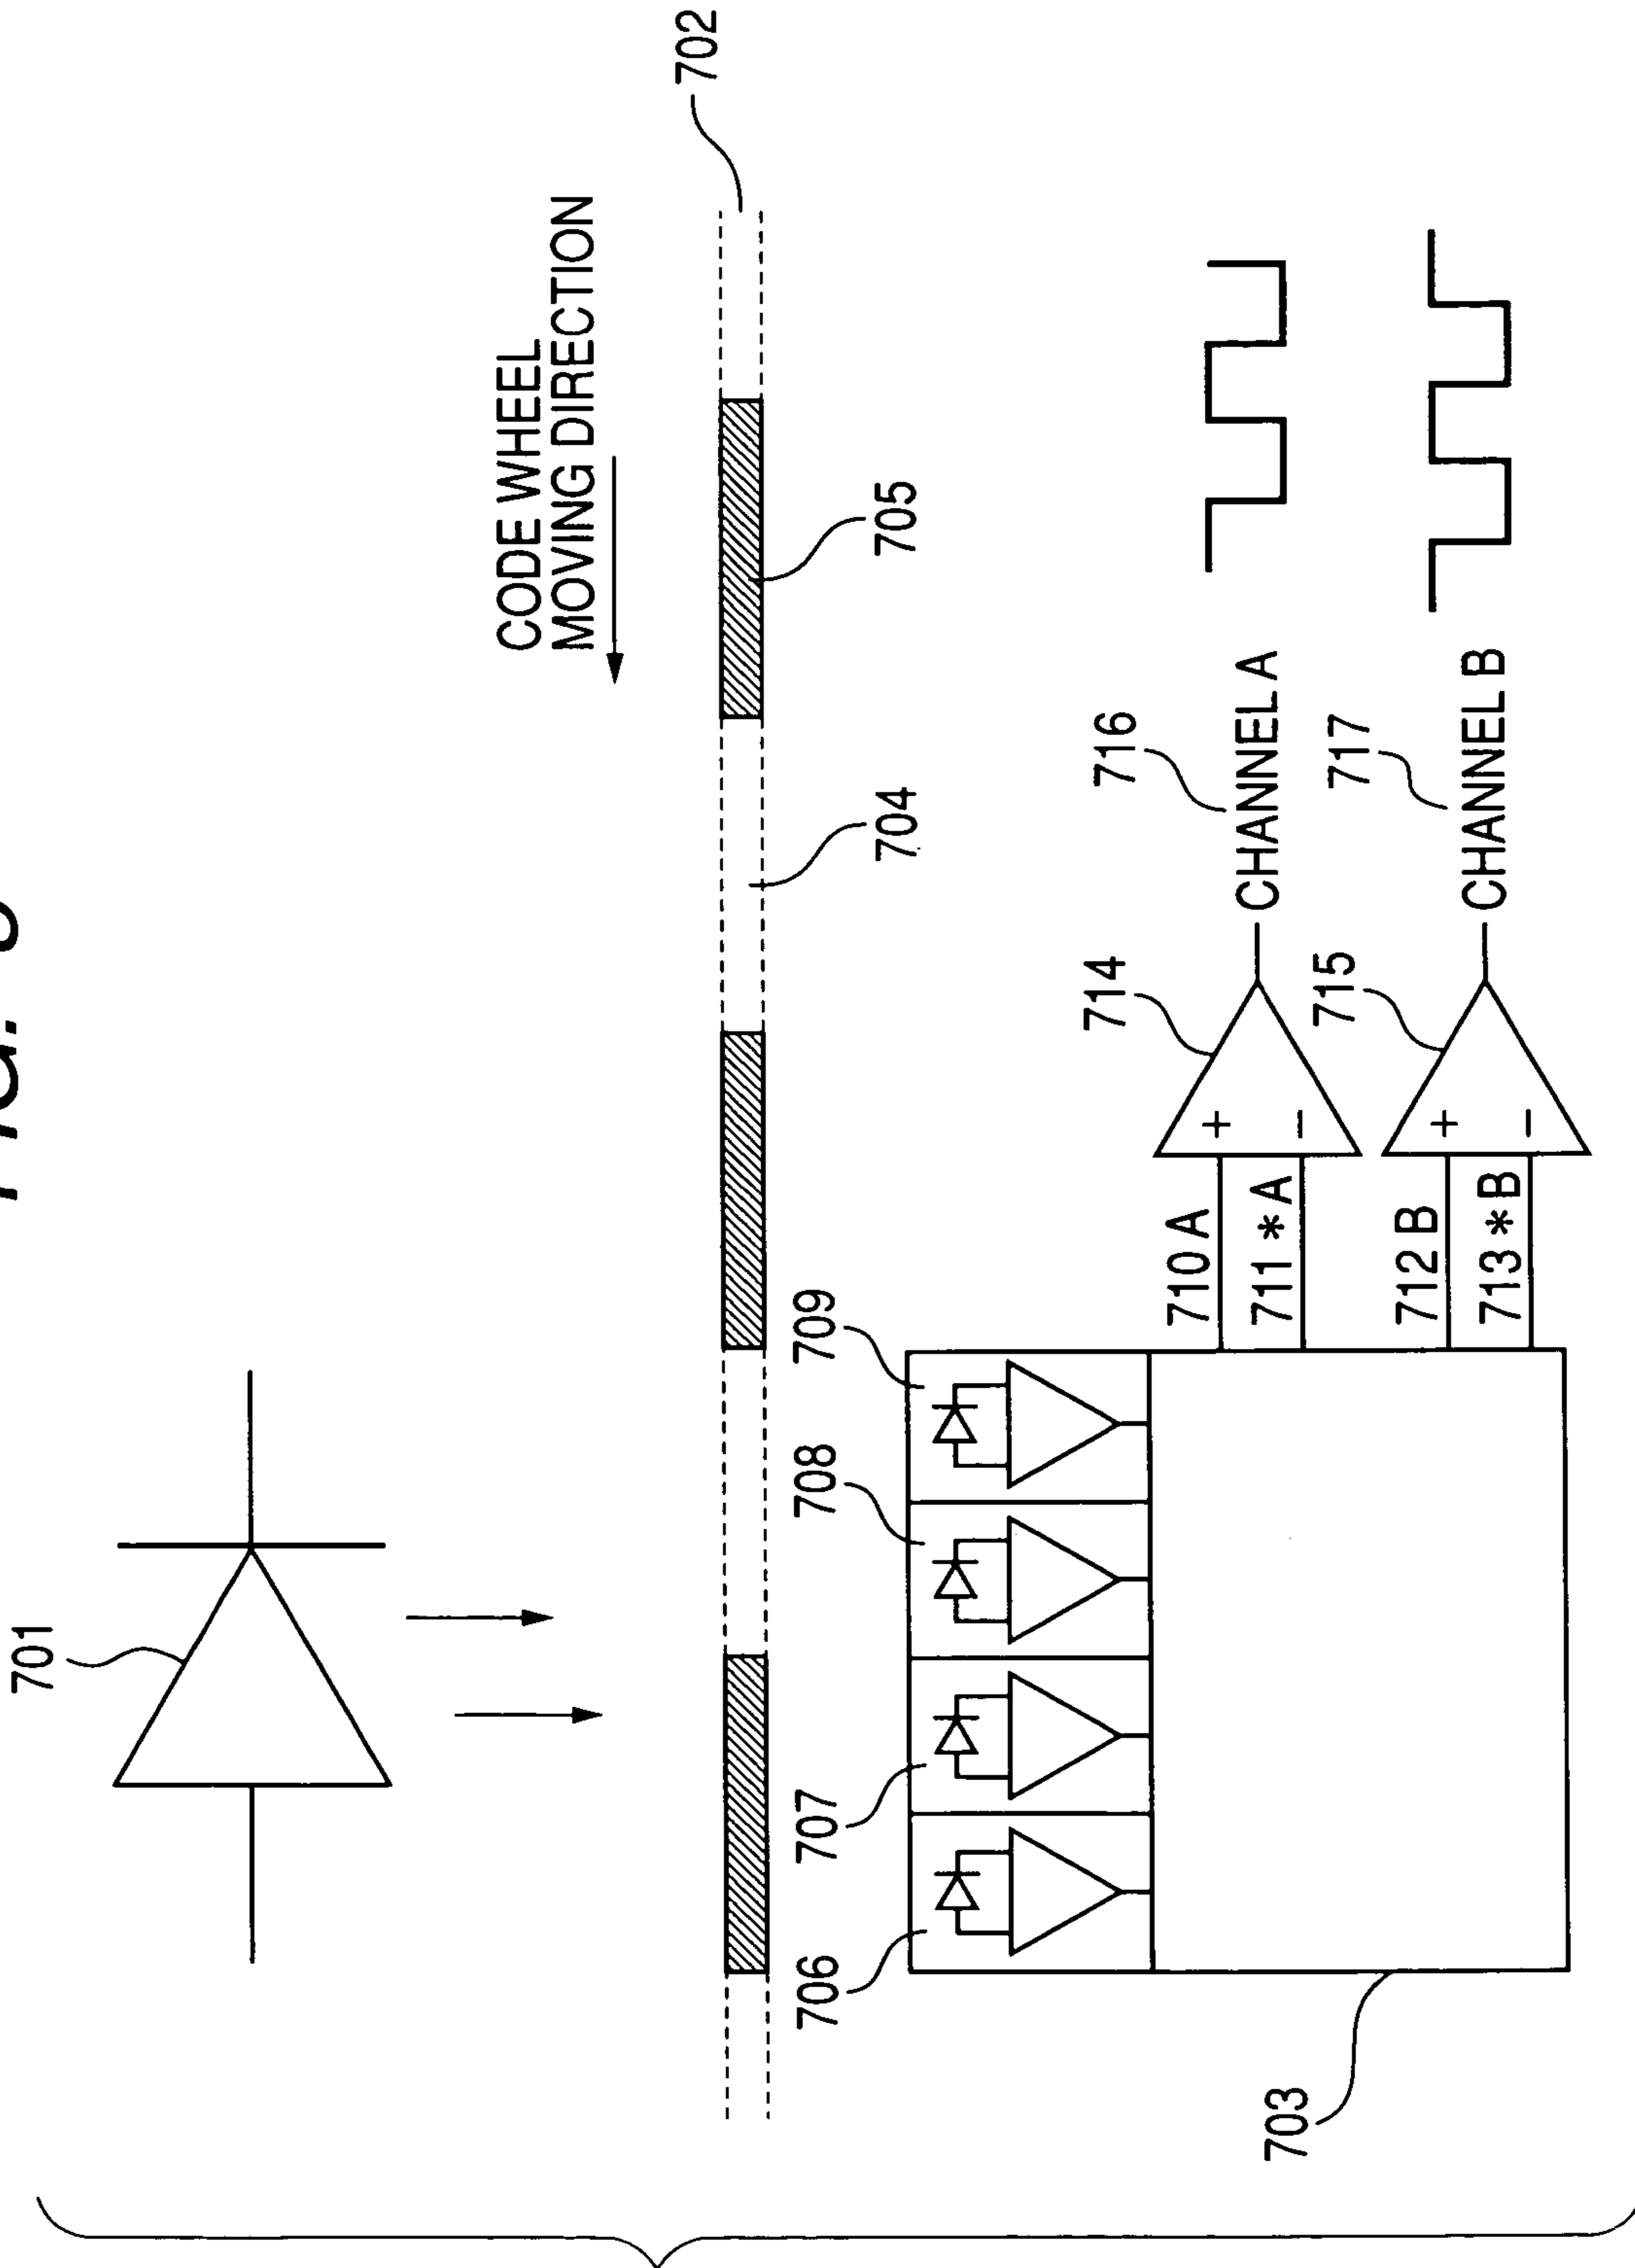 FIG.
701
CODE WHEEL
MOVING DIRECTION
702
704
705
706
707
708
709
703
710 A
711 *A
712 B
713 *B
714
715
716
CHANNEL A
717
CHANNEL B
+
−
+
−